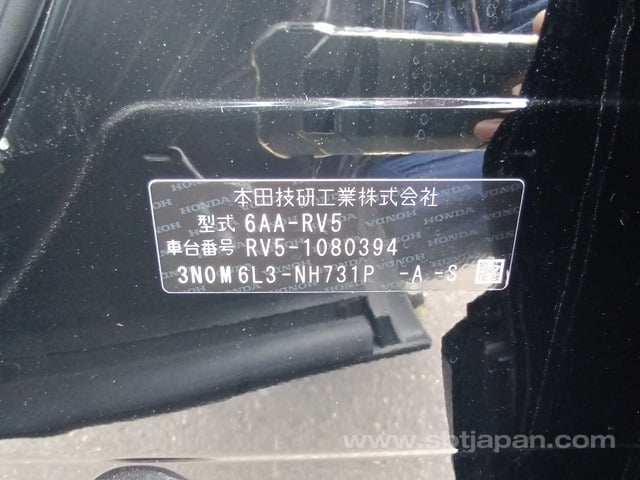 本田技研工業株式会社
型式 6AA-RV5
車台番号 RV5-1080394
3N0M6L3-NH731P -A -S
www.sbtjapan.com